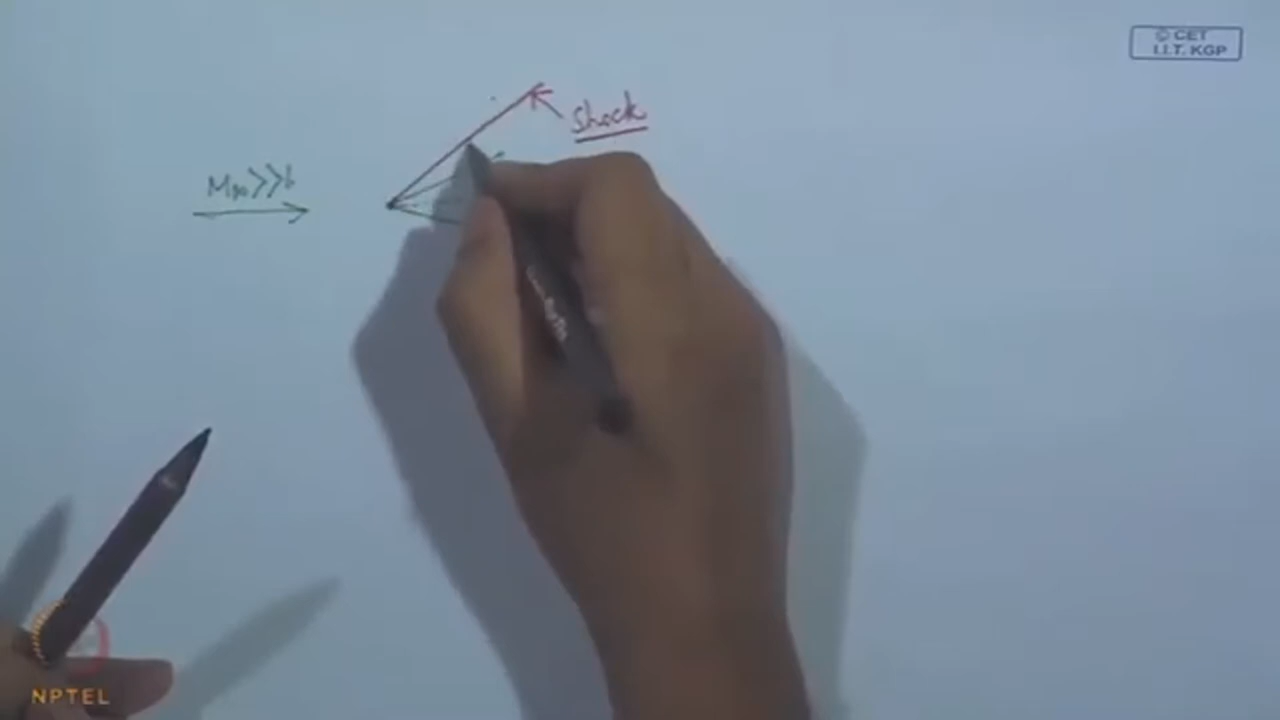 © CET
I.I.T. KGP
Shock
M∞>>1
NPTEL